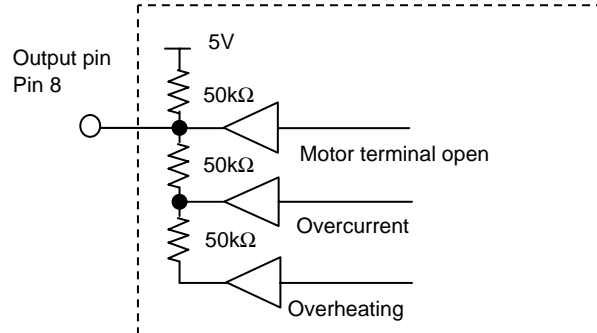 5V
Output pin
Pin 8
50kΩ
Motor terminal open
50kΩ
Overcurrent
50kΩ
Overheating